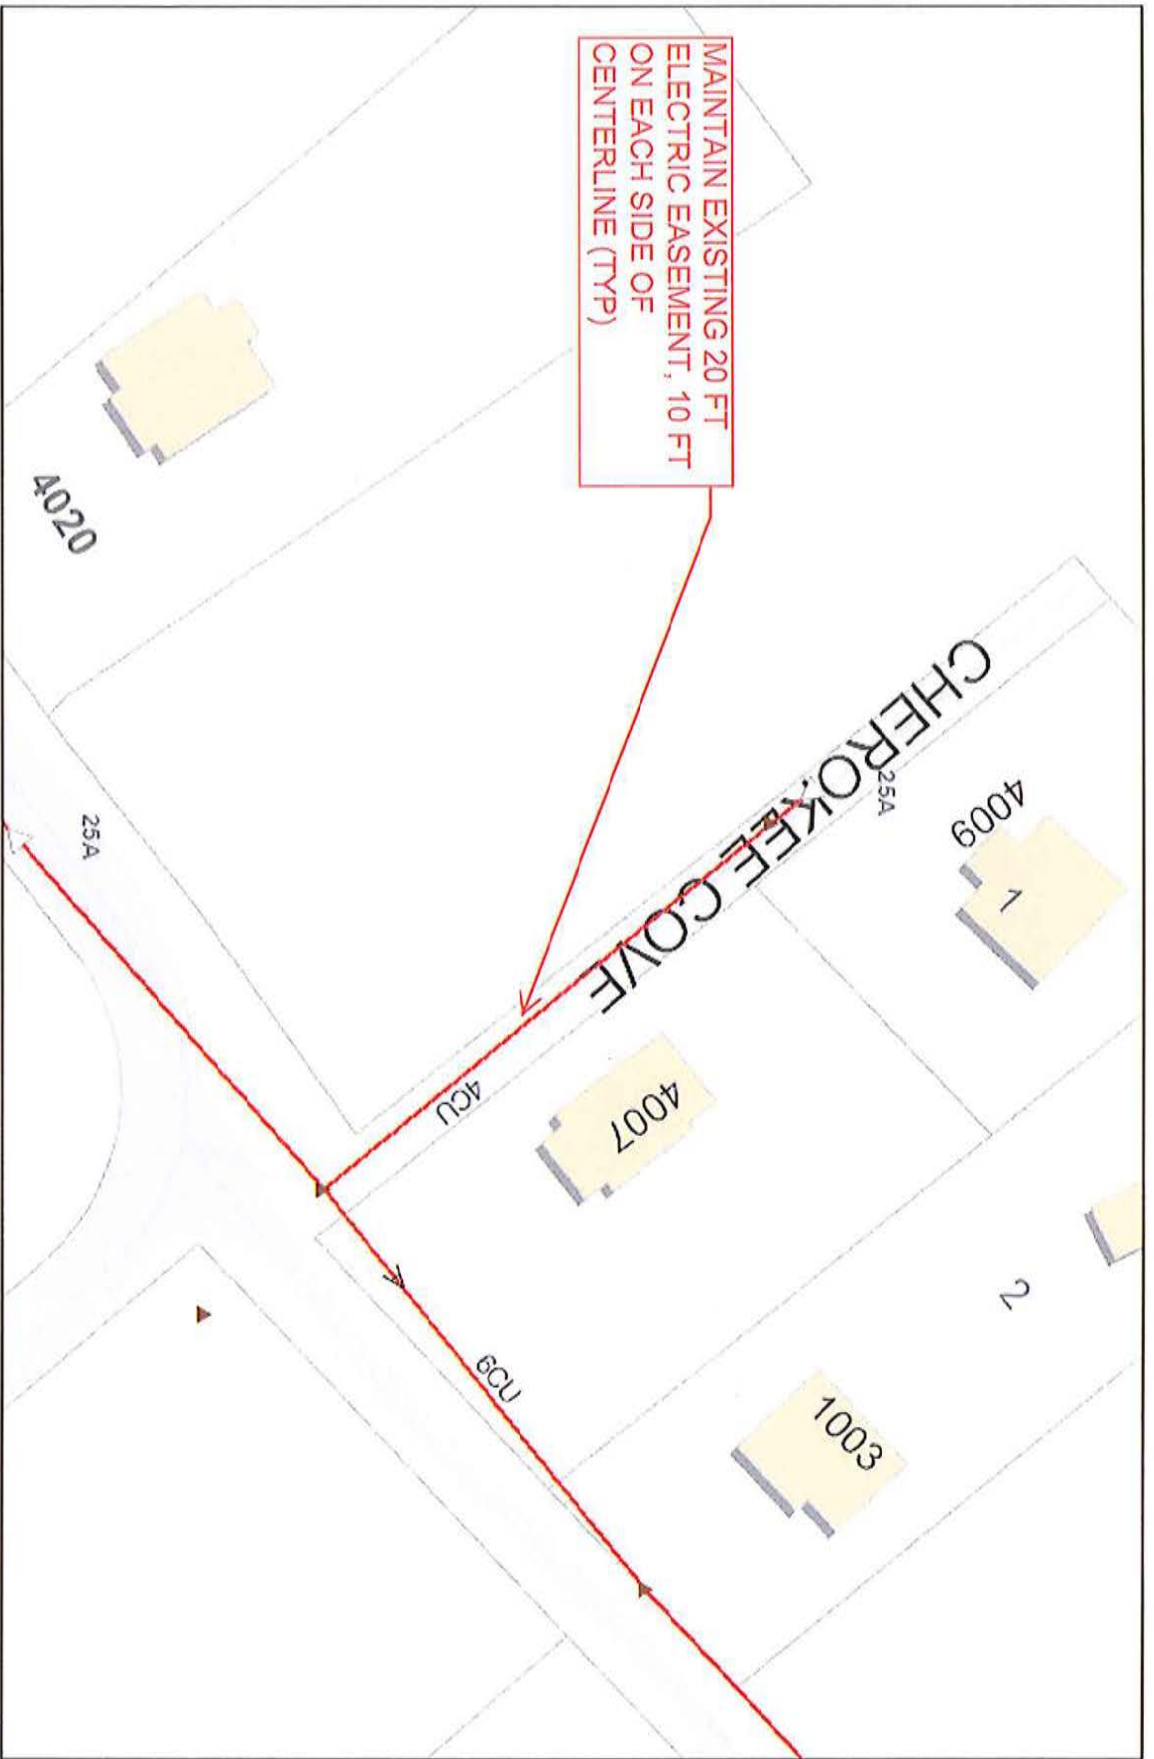 MAINTAIN EXISTING 20 FT
ELECTRIC EASEMENT, 10 FT
ON EACH SIDE OF
CENTERLINE (TYP)
CHEROKEE COVE
25A
4009
1
4020
25A
4CU
4007
2
6CU
1003